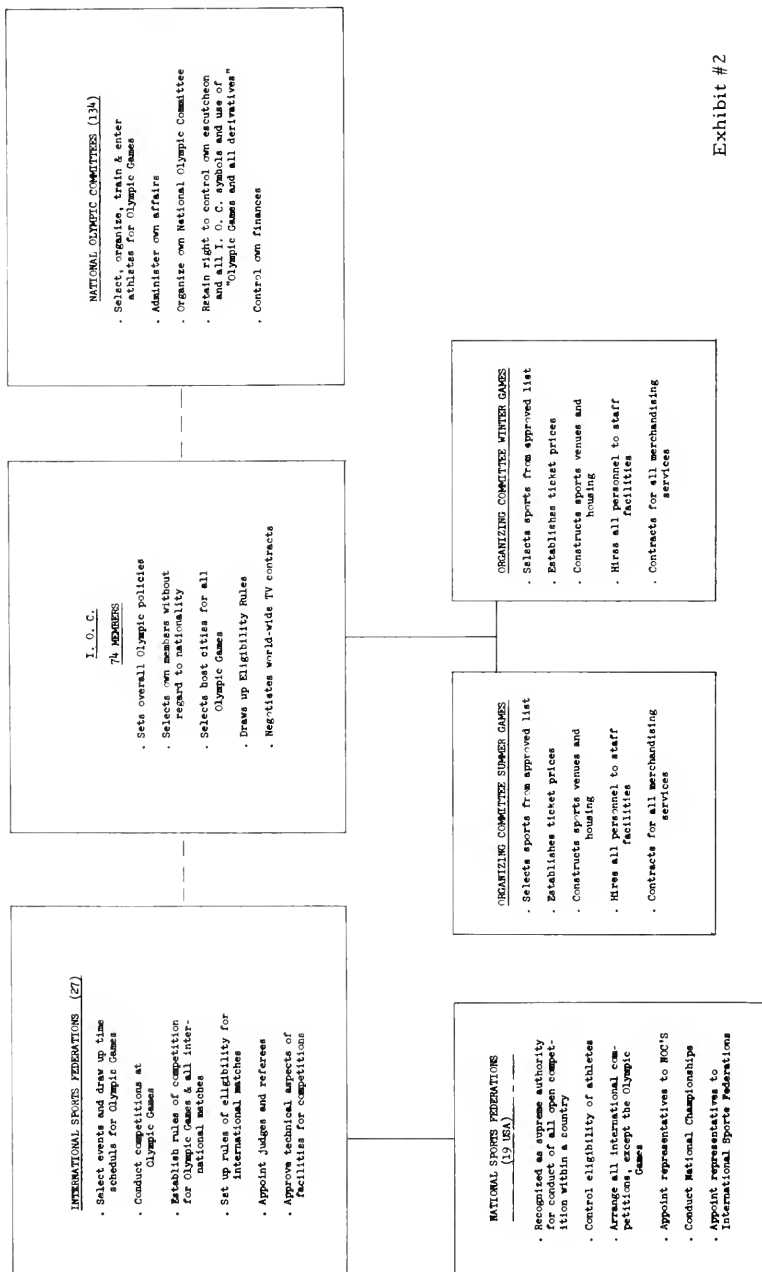 INTERNATIONAL SPORTS FEDERATIONS (27)
. Select events and draw up time
schedule for Olympic Games
. Conduct competitions at
Olympic Games
. Establish rules of competition
for Olympic Games & all inter-
national matches
. Set up rules of eligibility for
international matches
. Appoint judges and referees
. Approve technical aspects of
facilities for competitions
I. O. C.
74 MEMBERS
. Sets overall Olympic policies
. Selects own members without
regard to nationality
. Selects host cities for all
Olympic Games
. Draws up Eligibility Rules
. Negotiates world-wide TV contracts
NATIONAL OLYMPIC COMMITTEES (134)
. Select, organize, train & enter
athletes for Olympic Games
. Administer own affairs
. Organize own National Olympic Committee
. Retain right to control own escutcheon
and all I. O. C. symbols and use of
"Olympic Games and all derivatives"
. Control own finances
NATIONAL SPORTS FEDERATIONS
(19 USA)
. Recognized as supreme authority
for conduct of all open compet-
ition within a country
. Control eligibility of athletes
. Arrange all international com-
petitions, except the Olympic
Games
. Appoint representatives to NOC'S
. Conduct National Championships
. Appoint representatives to
International Sports Federations
ORGANIZING COMMITTEE SUMMER GAMES
. Selects sports from approved list
. Establishes ticket prices
. Constructs sports venues and
housing
. Hires all personnel to staff
facilities
. Contracts for all merchandising
services
ORGANIZING COMMITTEE WINTER GAMES
. Selects sports from approved list
. Establishes ticket prices
. Constructs sports venues and
housing
. Hires all personnel to staff
facilities
. Contracts for all merchandising
services
Exhibit #2